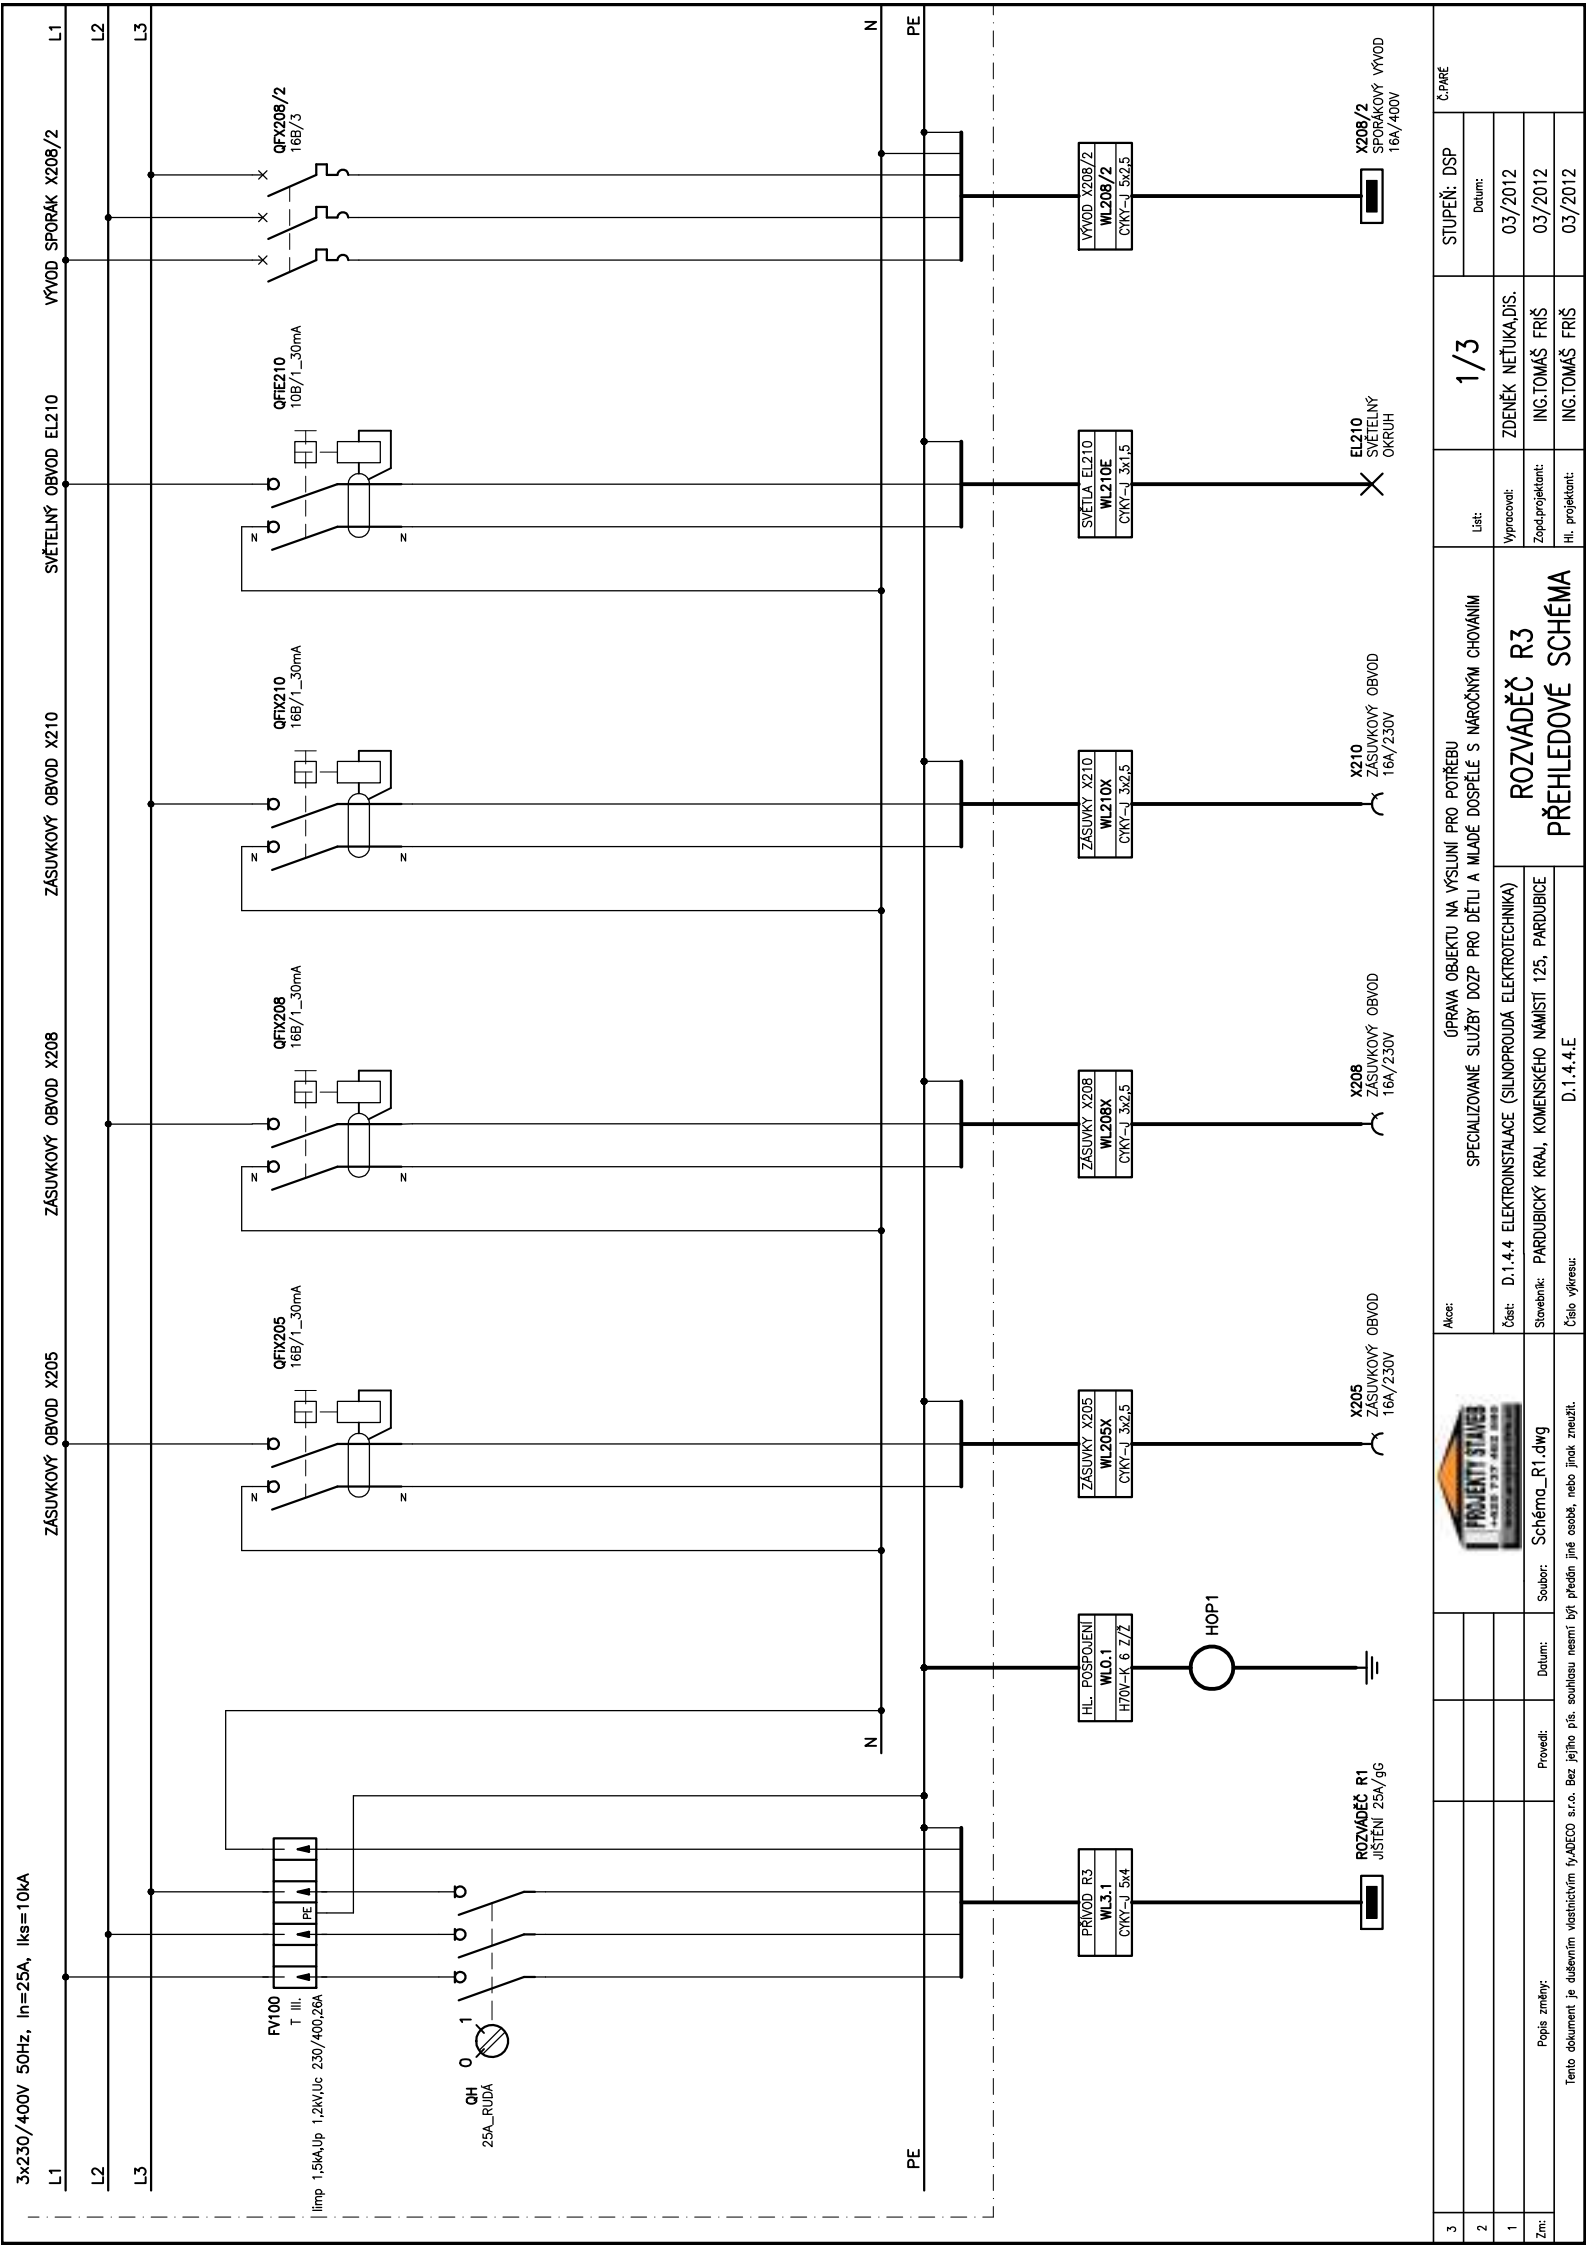 3x230/400V 50Hz, In=25A, Iks=10kA
L1
L2
L3
L1
L2
L3
ZÁSUVKOVÝ OBVOD X205
ZÁSUVKOVÝ OBVOD X208
ZÁSUVKOVÝ OBVOD X210
SVĚTELNÝ OBVOD EL210
VÝVOD SPORÁK X208/2
FV100
T III.
Iimp 1,5kA,Up 1,2kV,Uc 230/400,26A
PE
0
1
QH
25A_RUDÁ
QFiX205
16B/1_30mA
N
N
QFiX208
16B/1_30mA
N
N
QFiX210
16B/1_30mA
N
N
QFiE210
10B/1_30mA
N
N
QFX208/2
16B/3
N
N
PE
PE
PŘÍVOD R3
WL3.1
CYKY-J 5x4
HL. POSPOJENÍ
WL0.1
H70V-K 6 Z/Ž
ZÁSUVKY X205
WL205X
CYKY-J 3x2,5
ZÁSUVKY X208
WL208X
CYKY-J 3x2,5
ZÁSUVKY X210
WL210X
CYKY-J 3x2,5
SVĚTLA EL210
WL210E
CYKY-J 3x1,5
VÝVOD X208/2
WL208/2
CYKY-J 5x2,5
HOP1
ROZVÁDĚČ R1
JIŠTĚNÍ 25A/gG
X205
ZÁSUVKOVÝ OBVOD
16A/230V
X208
ZÁSUVKOVÝ OBVOD
16A/230V
X210
ZÁSUVKOVÝ OBVOD
16A/230V
EL210
SVĚTELNÝ
OKRUH
X208/2
SPORÁKOVÝ VÝVOD
16A/400V
3
2
1
Zm:
Popis změny:
Provedl:
Datum:
PROJEKTY STAVEB
+420 737 462 680
Soubor: Schéma_R1.dwg
Tento dokument je duševním vlastnictvím fy.ADECO s.r.o. Bez jejího pís. souhlasu nesmí být předán jiné osobě, nebo jinak zneužit.
Akce:
ÚPRAVA OBJEKTU NA VÝSLUNÍ PRO POTŘEBU
SPECIALIZOVANÉ SLUŽBY DOZP PRO DĚTLI A MLADÉ DOSPĚLÉ S NÁROČNÝM CHOVÁNÍM
Část: D.1.4.4 ELEKTROINSTALACE (SILNOPROUDÁ ELEKTROTECHNIKA)
Stavebník: PARDUBICKÝ KRAJ, KOMENSKÉHO NÁMÍSTÍ 125, PARDUBICE
Číslo výkresu: D.1.4.4.E
ROZVÁDĚČ R3
PŘEHLEDOVÉ SCHÉMA
List: 1/3
STUPEŇ: DSP
Datum:
Č.PARÉ
Vypracoval: ZDENĚK NEŤUKA,DiS. 03/2012
Zopd.projektant: ING.TOMÁŠ FRIŠ 03/2012
Hl. projektant: ING.TOMÁŠ FRIŠ 03/2012